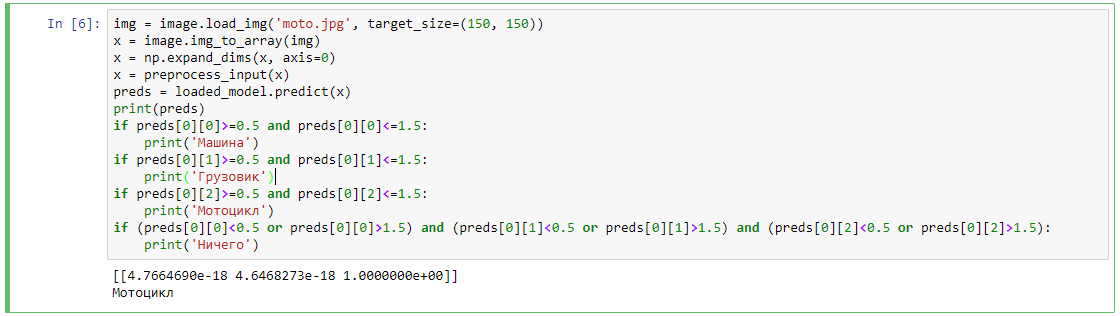 In [6]: img = image.load_img('moto.jpg', target_size=(150, 150))
x = image.img_to_array(img)
x = np.expand_dims(x, axis=0)
x = preprocess_input(x)
preds = loaded_model.predict(x)
print(preds)
if preds[0][0]>=0.5 and preds[0][0]<=1.5:
    print('Машина')
if preds[0][1]>=0.5 and preds[0][1]<=1.5:
    print('Грузовик')
if preds[0][2]>=0.5 and preds[0][2]<=1.5:
    print('Мотоцикл')
if (preds[0][0]<0.5 or preds[0][0]>1.5) and (preds[0][1]<0.5 or preds[0][1]>1.5) and (preds[0][2]<0.5 or preds[0][2]>1.5):
    print('Ничего')
[[4.7664690e-18 4.6468273e-18 1.0000000e+00]]
Мотоцикл